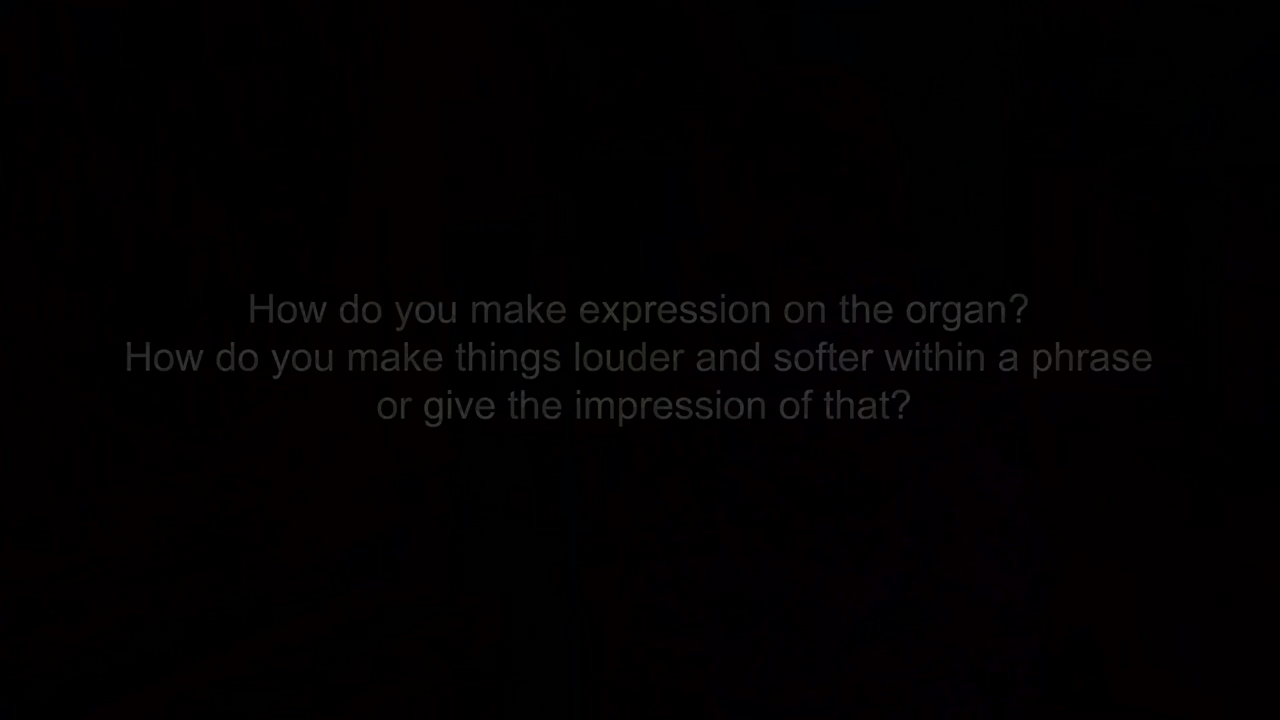 How do you make expression on the organ?
How do you make things louder and softer within a phrase
or give the impression of that?